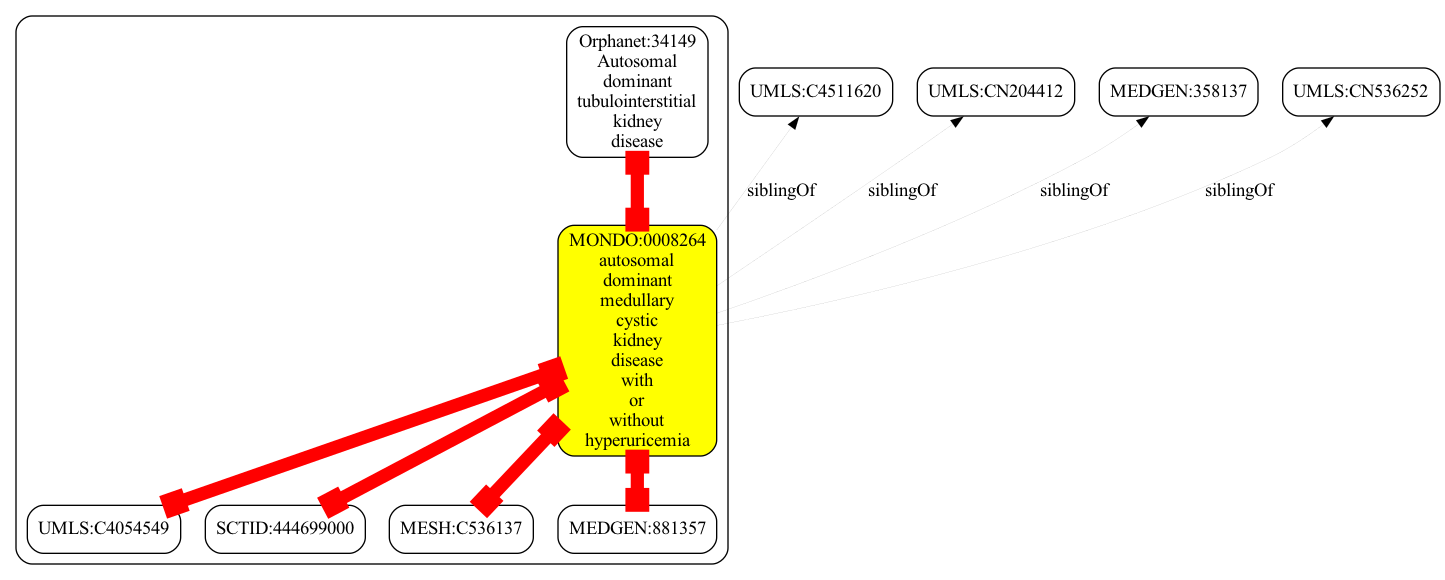 Orphanet:34149
Autosomal
dominant
tubulointerstitial
kidney
disease
UMLS:C4511620
UMLS:CN204412
MEDGEN:358137
UMLS:CN536252
siblingOf
siblingOf
siblingOf
siblingOf
MONDO:0008264
autosomal
dominant
medullary
cystic
kidney
disease
with
or
without
hyperuricemia
UMLS:C4054549
SCTID:444699000
MESH:C536137
MEDGEN:881357